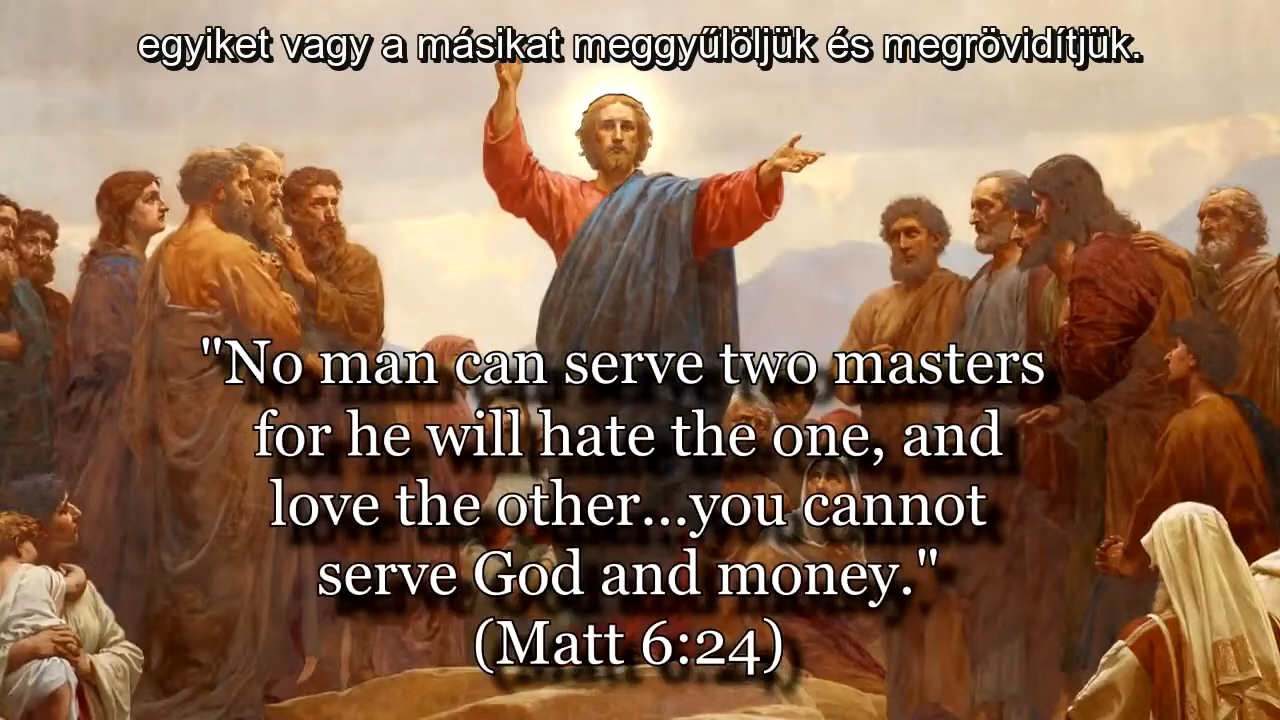 egyiket vagy a másikat meggyűlöljük és megrövidítjük.
"No man can serve two masters
for he will hate the one, and
love the other...you cannot
serve God and money."
(Matt 6:24)